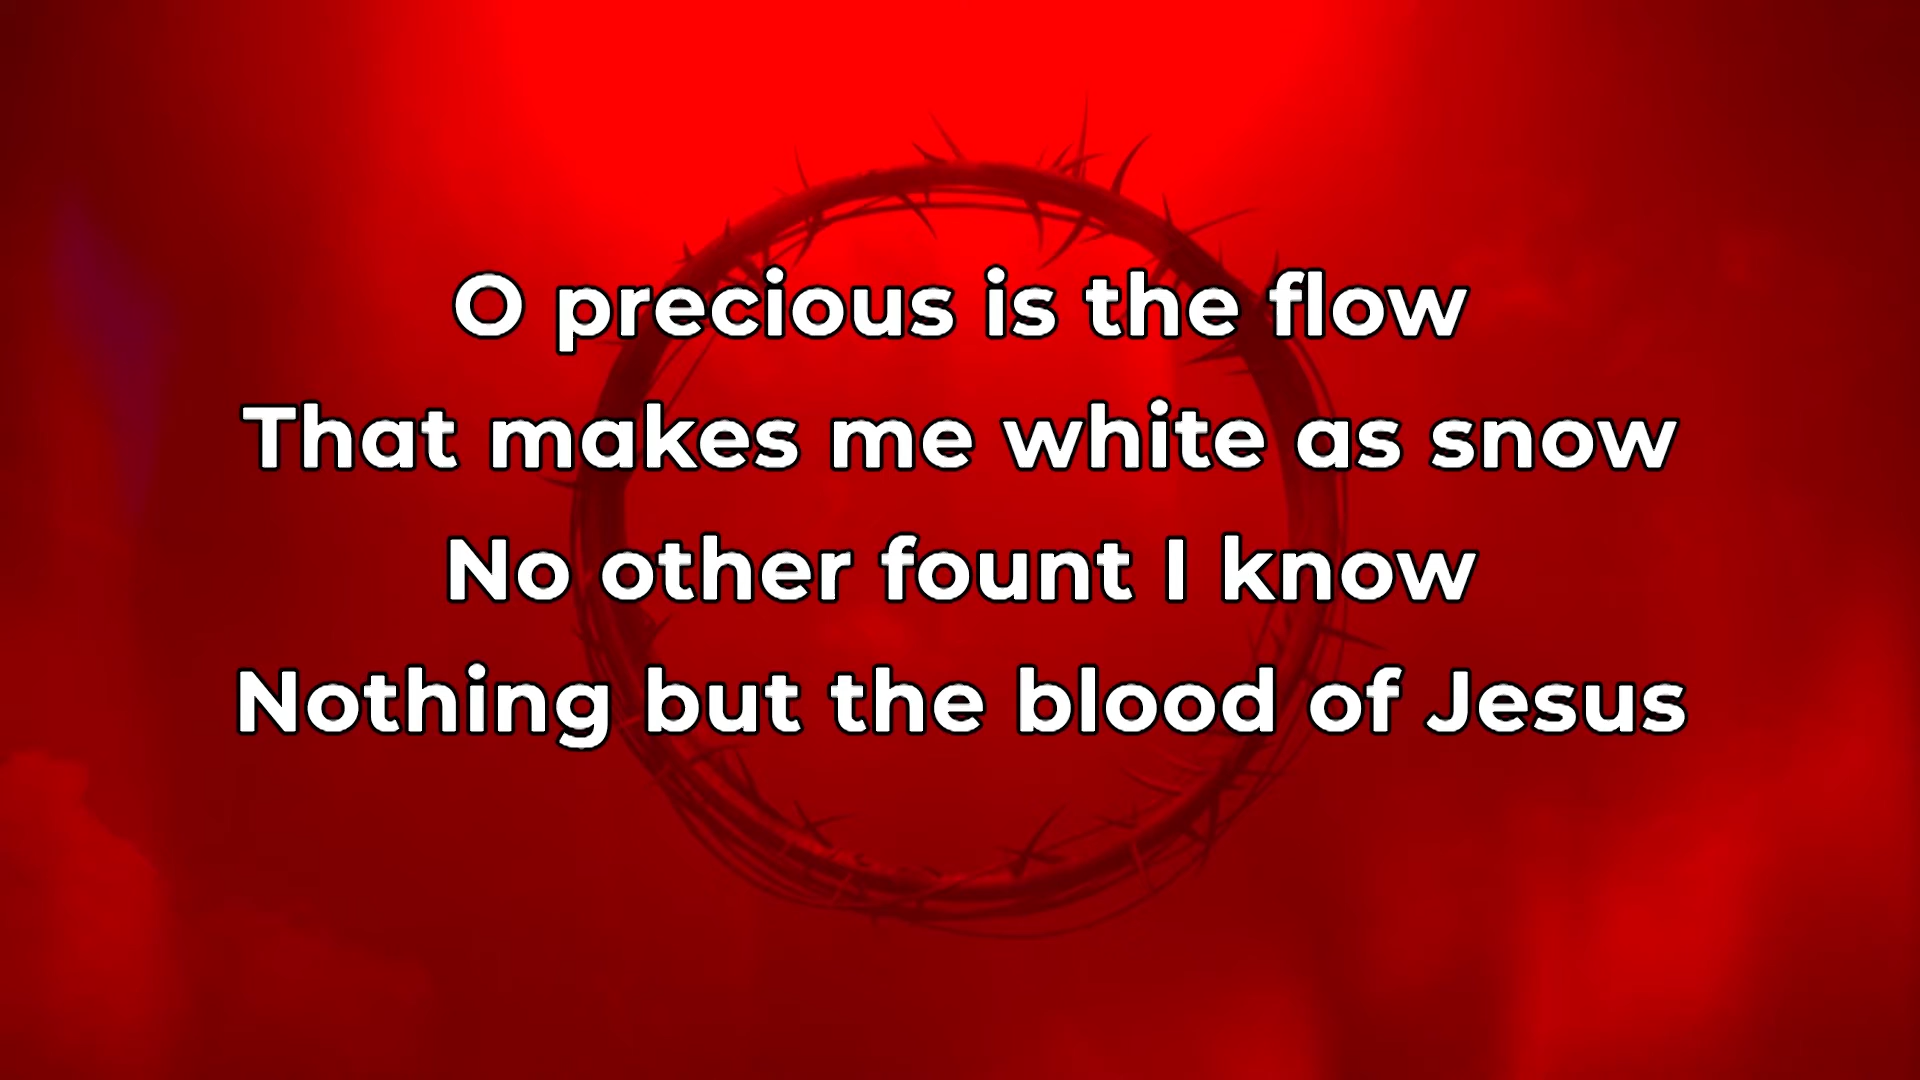 O precious is the flow
That makes me white as snow
No other fount I know
Nothing but the blood of Jesus